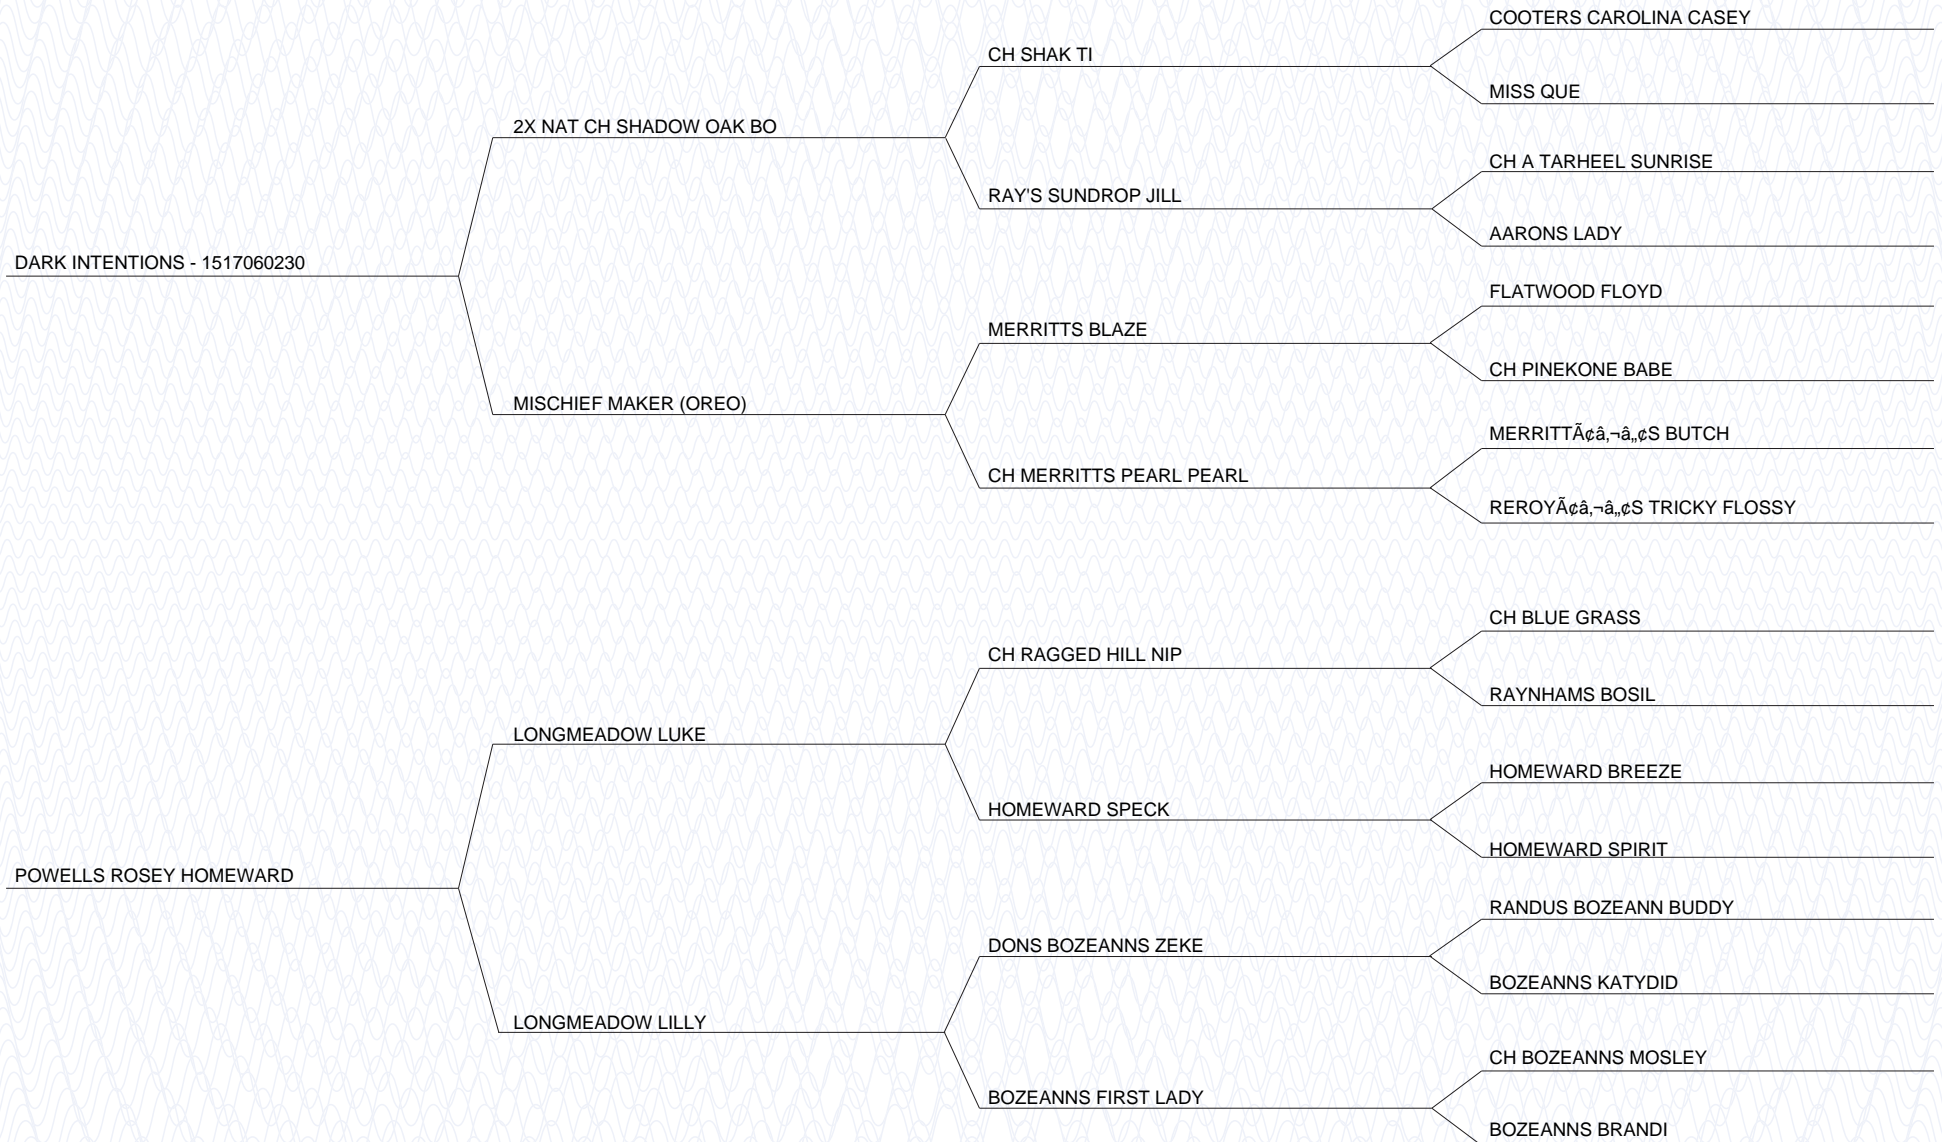 COOTERS CAROLINA CASEY
CH SHAK TI
MISS QUE
2X NAT CH SHADOW OAK BO
CH A TARHEEL SUNRISE
RAY'S SUNDROP JILL
AARONS LADY
DARK INTENTIONS - 1517060230
FLATWOOD FLOYD
MERRITTS BLAZE
CH PINEKONE BABE
MISCHIEF MAKER (OREO)
MERRITTÃ¢â‚¬â„¢S BUTCH
CH MERRITTS PEARL PEARL
REROYÃ¢â‚¬â„¢S TRICKY FLOSSY
CH BLUE GRASS
CH RAGGED HILL NIP
RAYNHAMS BOSIL
LONGMEADOW LUKE
HOMEWARD BREEZE
HOMEWARD SPECK
HOMEWARD SPIRIT
POWELLS ROSEY HOMEWARD
RANDUS BOZEANN BUDDY
DONS BOZEANNS ZEKE
BOZEANNS KATYDID
LONGMEADOW LILLY
CH BOZEANNS MOSLEY
BOZEANNS FIRST LADY
BOZEANNS BRANDI